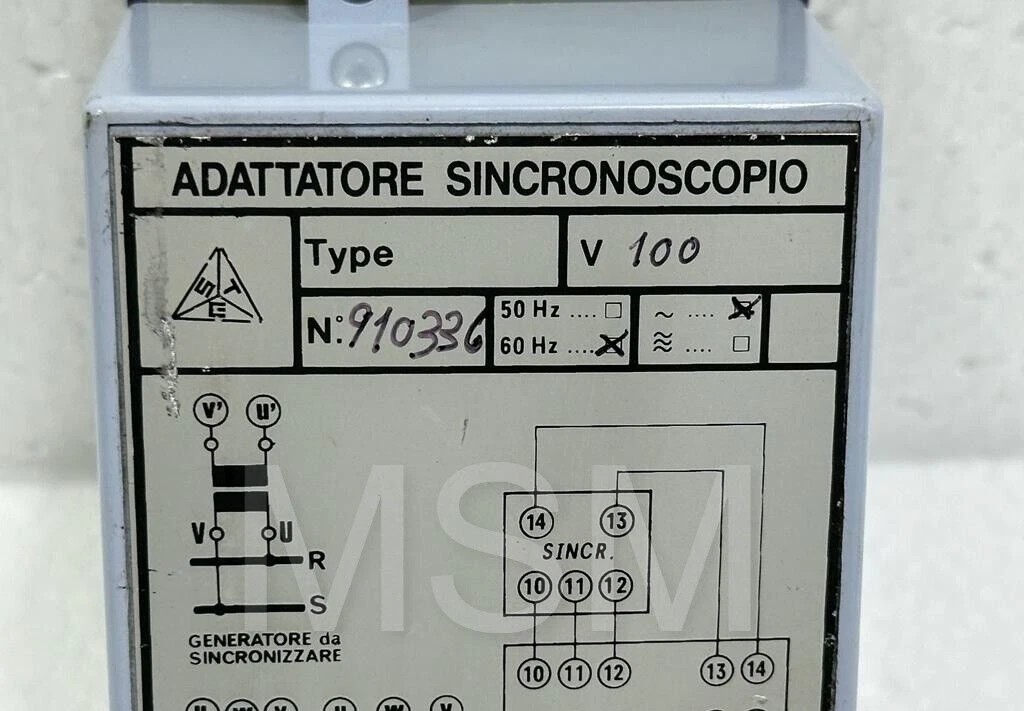 ADATTATORE SINCRONOSCOPIO
STE
Type
V 100
N.° 910336
50 Hz .... ☐
60 Hz .... ☒
~ .... ☒
≋ .... ☐
v' u'
V U
R
S
GENERATORE da
SINCRONIZZARE
14 13
SINCR.
10 11 12
10 11 12 13 14
u w v u w v
MSM